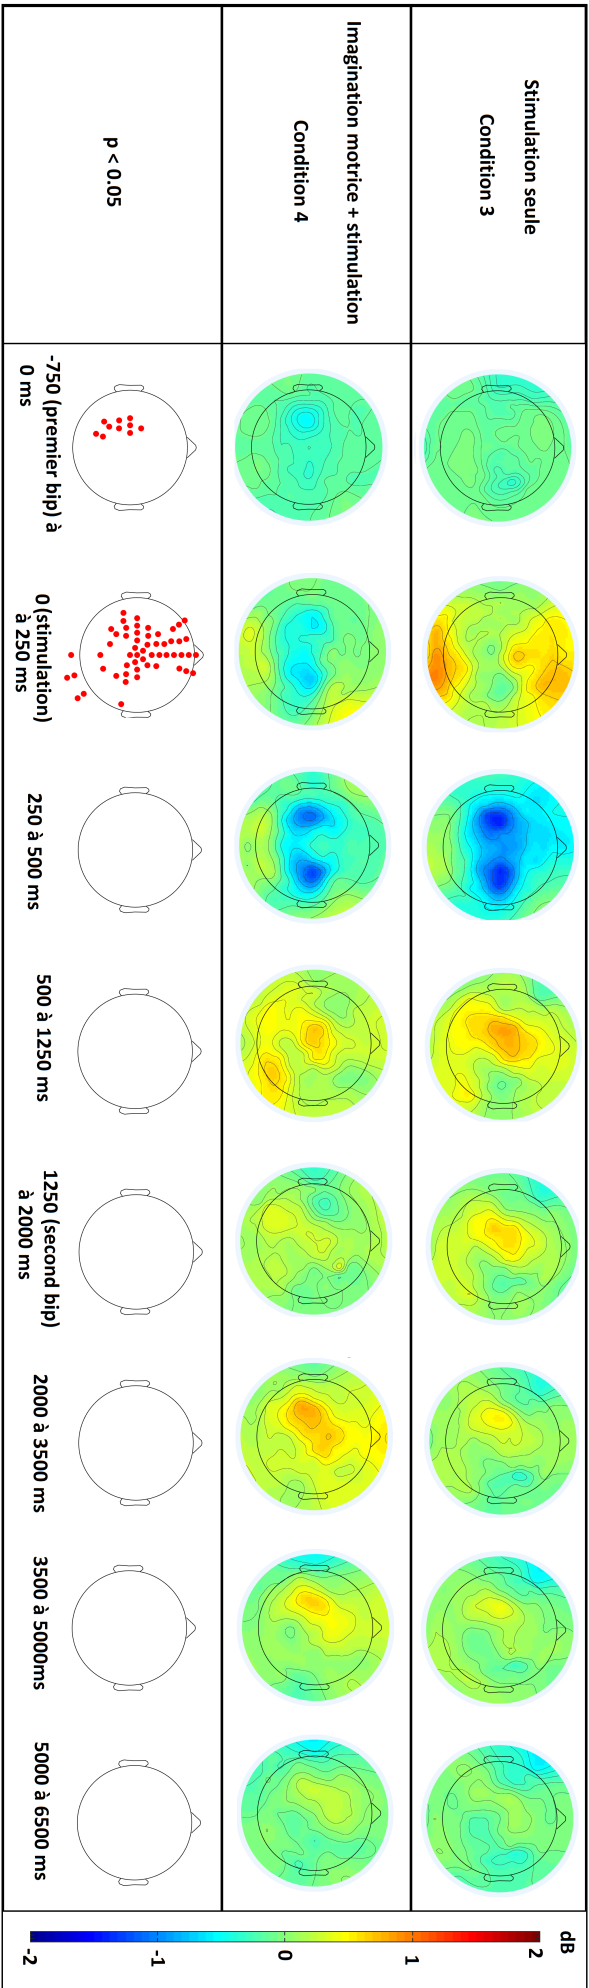 Stimulation seule
Condition 3
Imagination motrice + stimulation
Condition 4
p < 0.05
-750 (premier bip) à
0 ms
0 (stimulation)
à 250 ms
250 à 500 ms
500 à 1250 ms
1250 (second bip)
à 2000 ms
2000 à 3500 ms
3500 à 5000ms
5000 à 6500 ms
dB
2
1
0
-1
-2